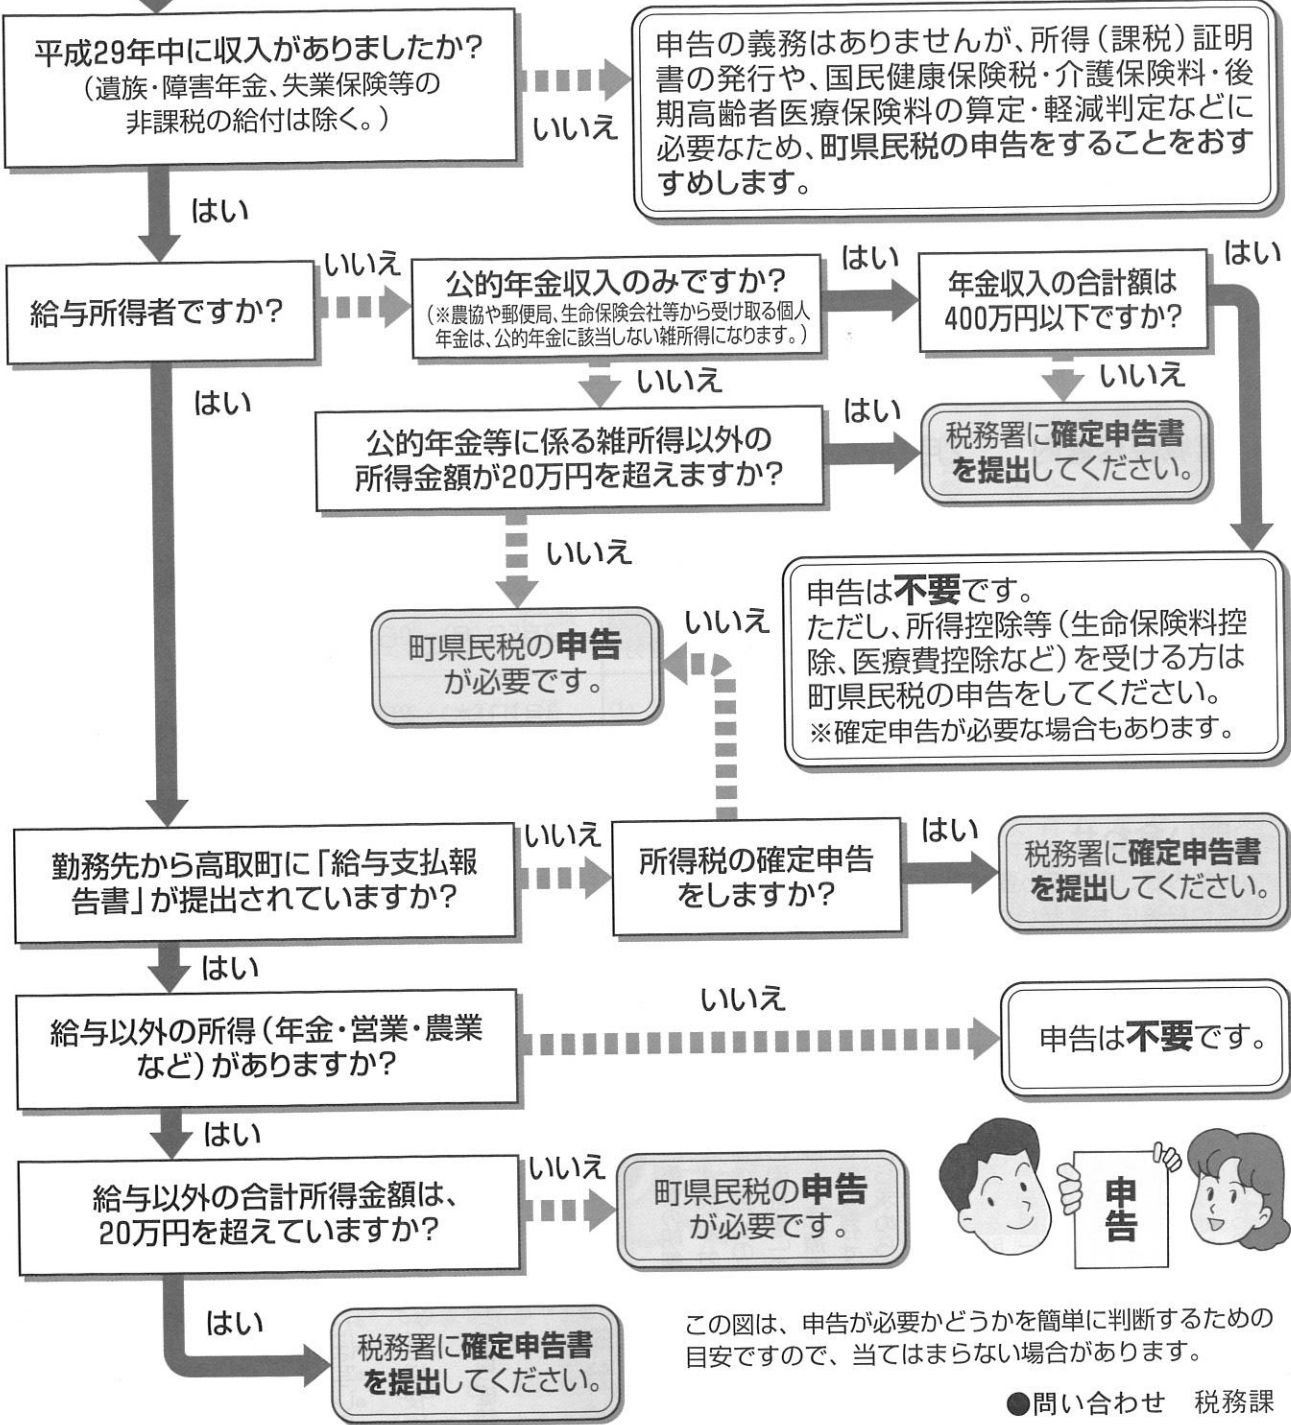 平成29年中に収入がありましたか?
(遺族・障害年金、失業保険等の
非課税の給付は除く。)
いいえ
申告の義務はありませんが、所得(課税)証明
書の発行や、国民健康保険税・介護保険料・後
期高齢者医療保険料の算定・軽減判定などに
必要なため、町県民税の申告をすることをおす
すめします。
はい
給与所得者ですか?
いいえ
公的年金収入のみですか?
(※農協や郵便局、生命保険会社等から受け取る個人
年金は、公的年金に該当しない雑所得になります。)
はい
年金収入の合計額は
400万円以下ですか?
はい
はい
いいえ
いいえ
公的年金等に係る雑所得以外の
所得金額が20万円を超えますか?
はい
税務署に確定申告書
を提出してください。
いいえ
町県民税の申告
が必要です。
いいえ
申告は不要です。
ただし、所得控除等(生命保険料控
除、医療費控除など)を受ける方は
町県民税の申告をしてください。
※確定申告が必要な場合もあります。
勤務先から高取町に「給与支払報
告書」が提出されていますか?
いいえ
所得税の確定申告
をしますか?
はい
税務署に確定申告書
を提出してください。
はい
給与以外の所得(年金・営業・農業
など)がありますか?
いいえ
申告は不要です。
はい
給与以外の合計所得金額は、
20万円を超えていますか?
いいえ
町県民税の申告
が必要です。
申告
はい
税務署に確定申告書
を提出してください。
この図は、申告が必要かどうかを簡単に判断するための
目安ですので、当てはまらない場合があります。
●問い合わせ 税務課